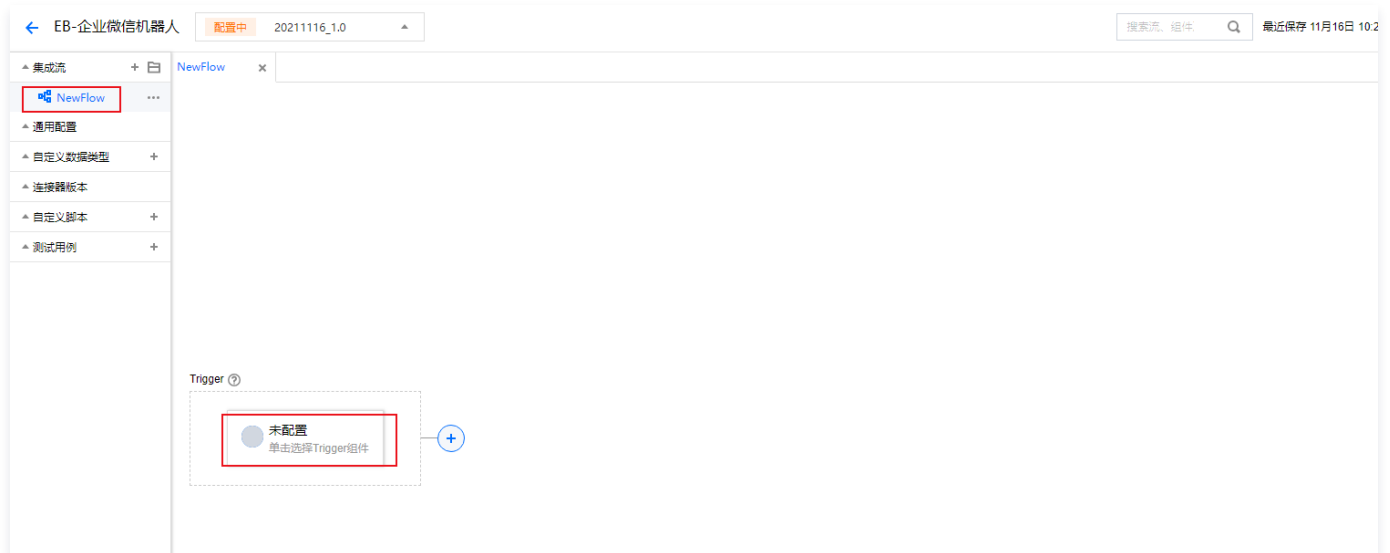 EB-企业微信机器人 配置中 20211116_1.0 搜索流、组件 最近保存 11月16日 10:2
集成流 NewFlow
NewFlow
通用配置
自定义数据类型
连接器版本
自定义脚本
测试用例
Trigger
未配置
单击选择Trigger组件